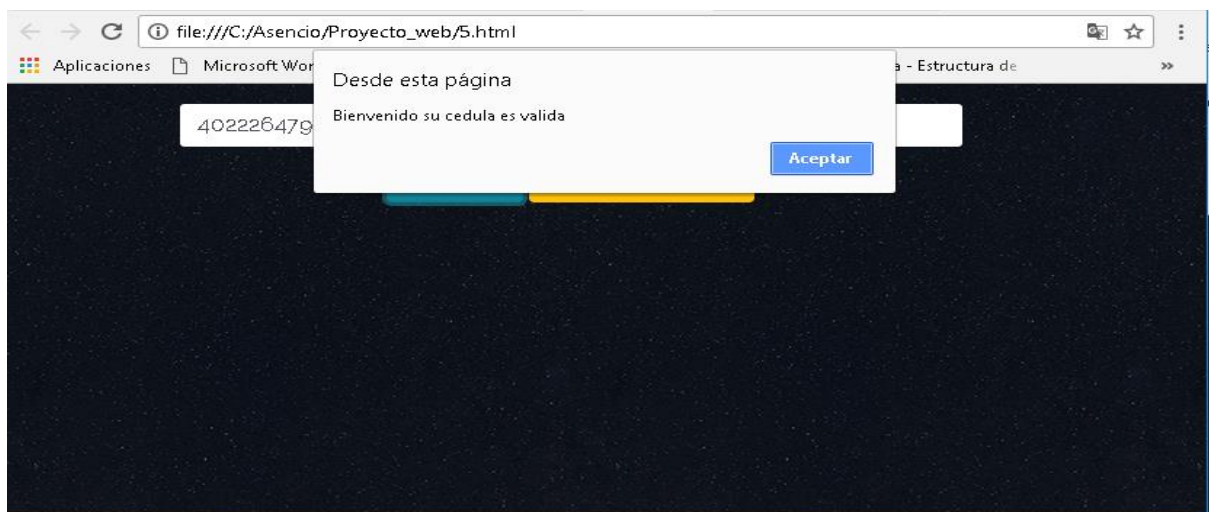 file:///C:/Asencio/Proyecto_web/5.html
Aplicaciones Microsoft Wor a - Estructura de »
Desde esta página
402226479 Bienvenido su cedula es valida
Aceptar